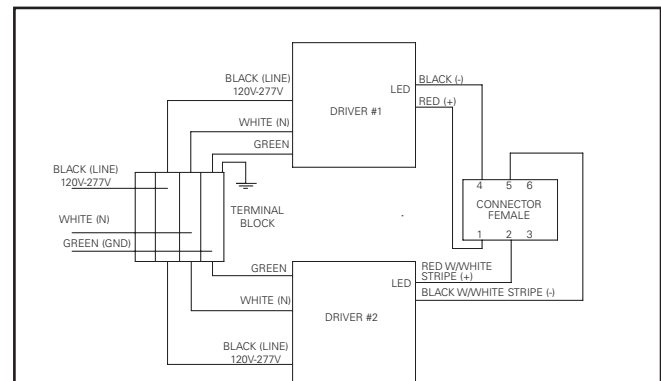 BLACK (LINE)
120V-277V
WHITE (N)
GREEN
LED
DRIVER #1
BLACK (-)
RED (+)
BLACK (LINE)
120V-277V
WHITE (N)
GREEN (GND)
TERMINAL
BLOCK
4 5 6
CONNECTOR
FEMALE
1 2 3
GREEN
WHITE (N)
BLACK (LINE)
120V-277V
LED
DRIVER #2
RED W/WHITE
STRIPE (+)
BLACK W/WHITE STRIPE (-)